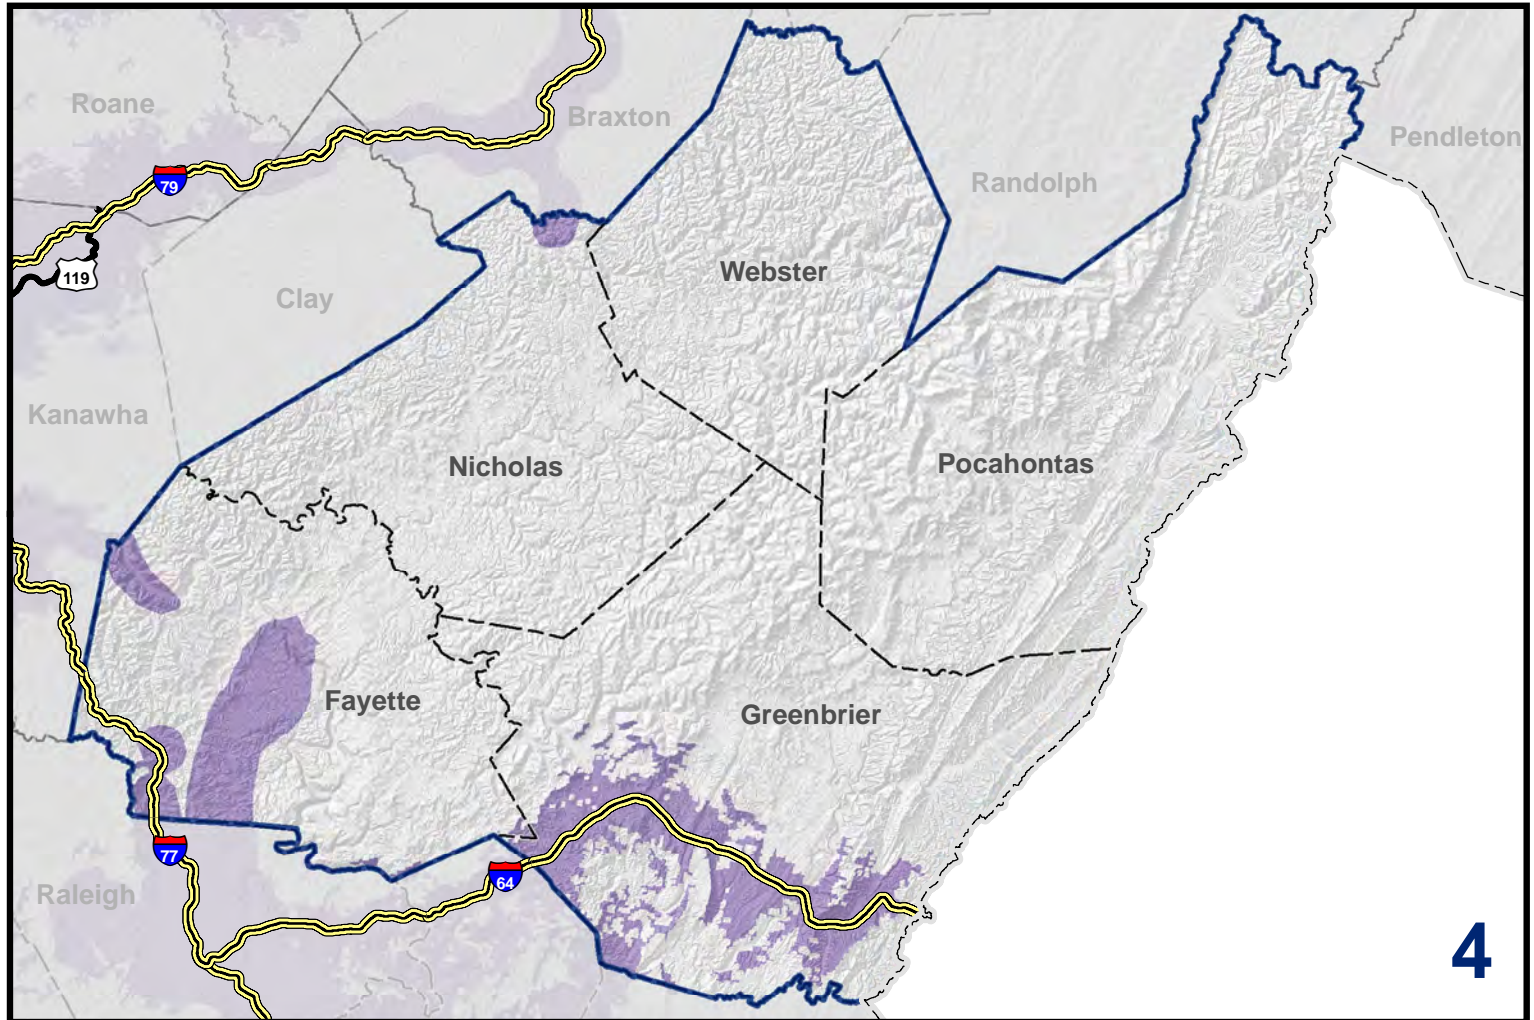 Roane
Braxton
Pendleton
79
Randolph
Webster
119
Clay
Kanawha
Nicholas
Pocahontas
Fayette
Greenbrier
77
64
Raleigh
4